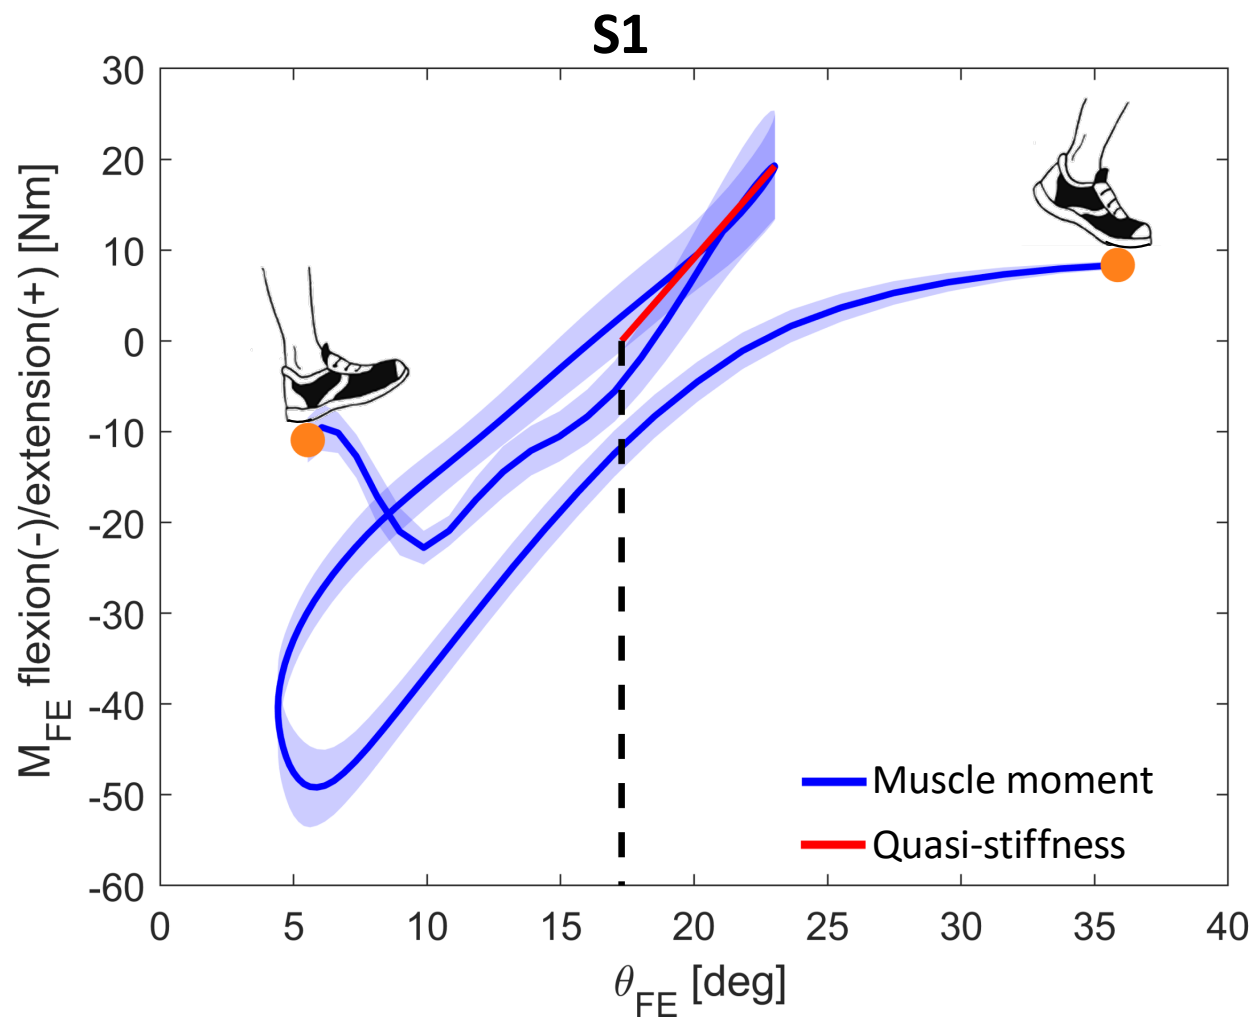 S1
30
20
10
0
-10
-20
-30
-40
-50
-60
M_FE flexion(-)/extension(+) [Nm]
Muscle moment
Quasi-stiffness
0 5 10 15 20 25 30 35 40
θ_FE [deg]